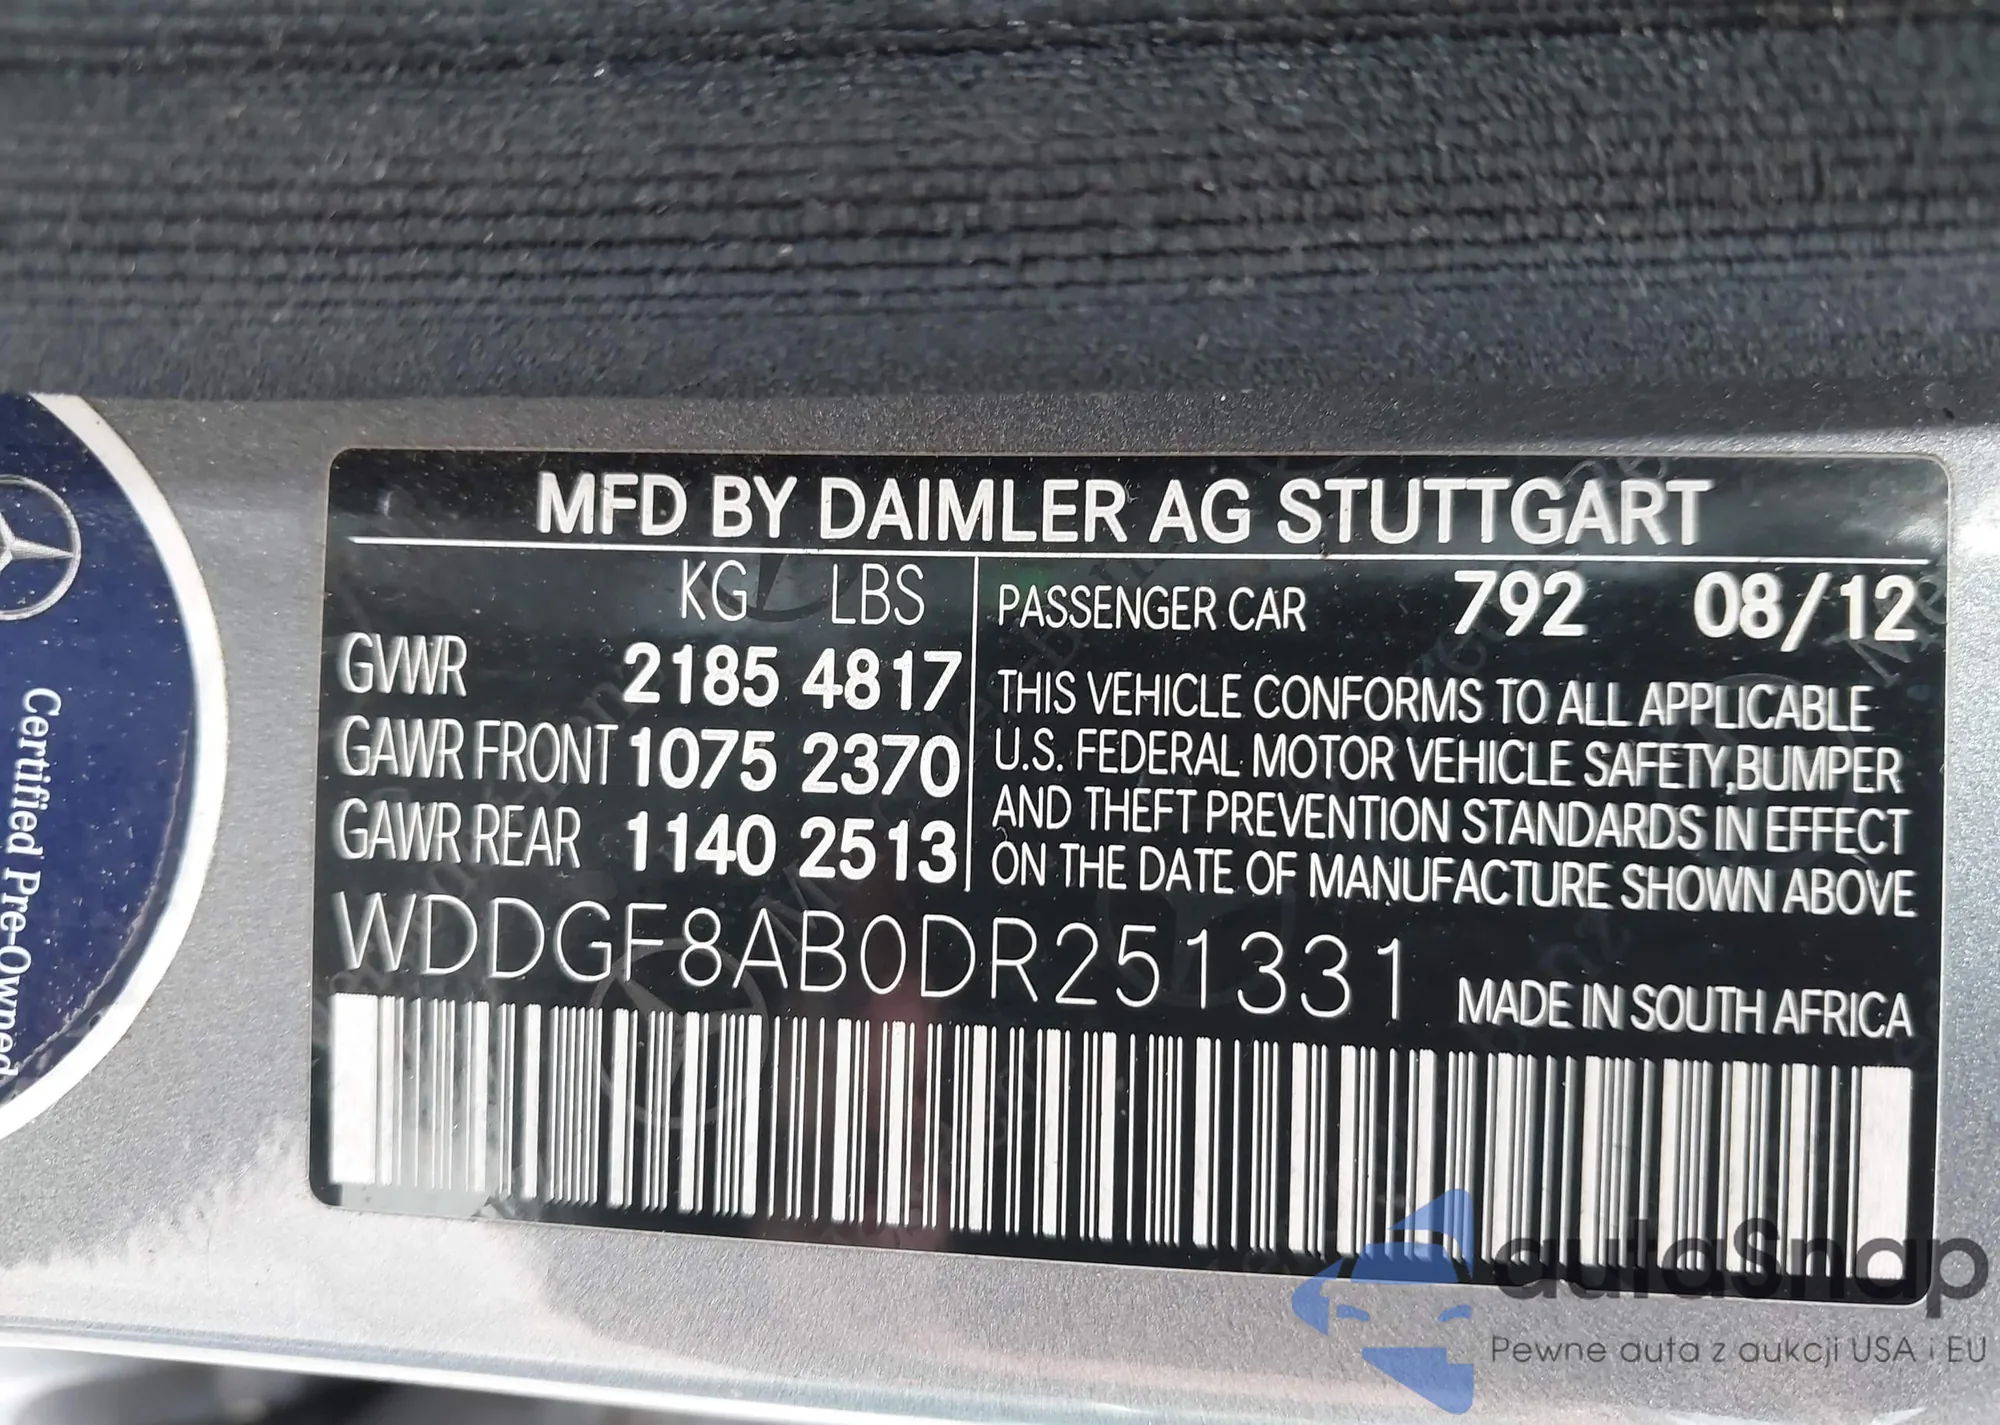 MFD BY DAIMLER AG STUTTGART
KG LBS
GVWR 2185 4817
GAWR FRONT 1075 2370
GAWR REAR 1140 2513
PASSENGER CAR 792 08/12
THIS VEHICLE CONFORMS TO ALL APPLICABLE
U.S. FEDERAL MOTOR VEHICLE SAFETY,BUMPER
AND THEFT PREVENTION STANDARDS IN EFFECT
ON THE DATE OF MANUFACTURE SHOWN ABOVE
WDDGF8AB0DR251331
MADE IN SOUTH AFRICA
Certified Pre-Owned
autaSnap
Pewne auta z aukcji USA i EU